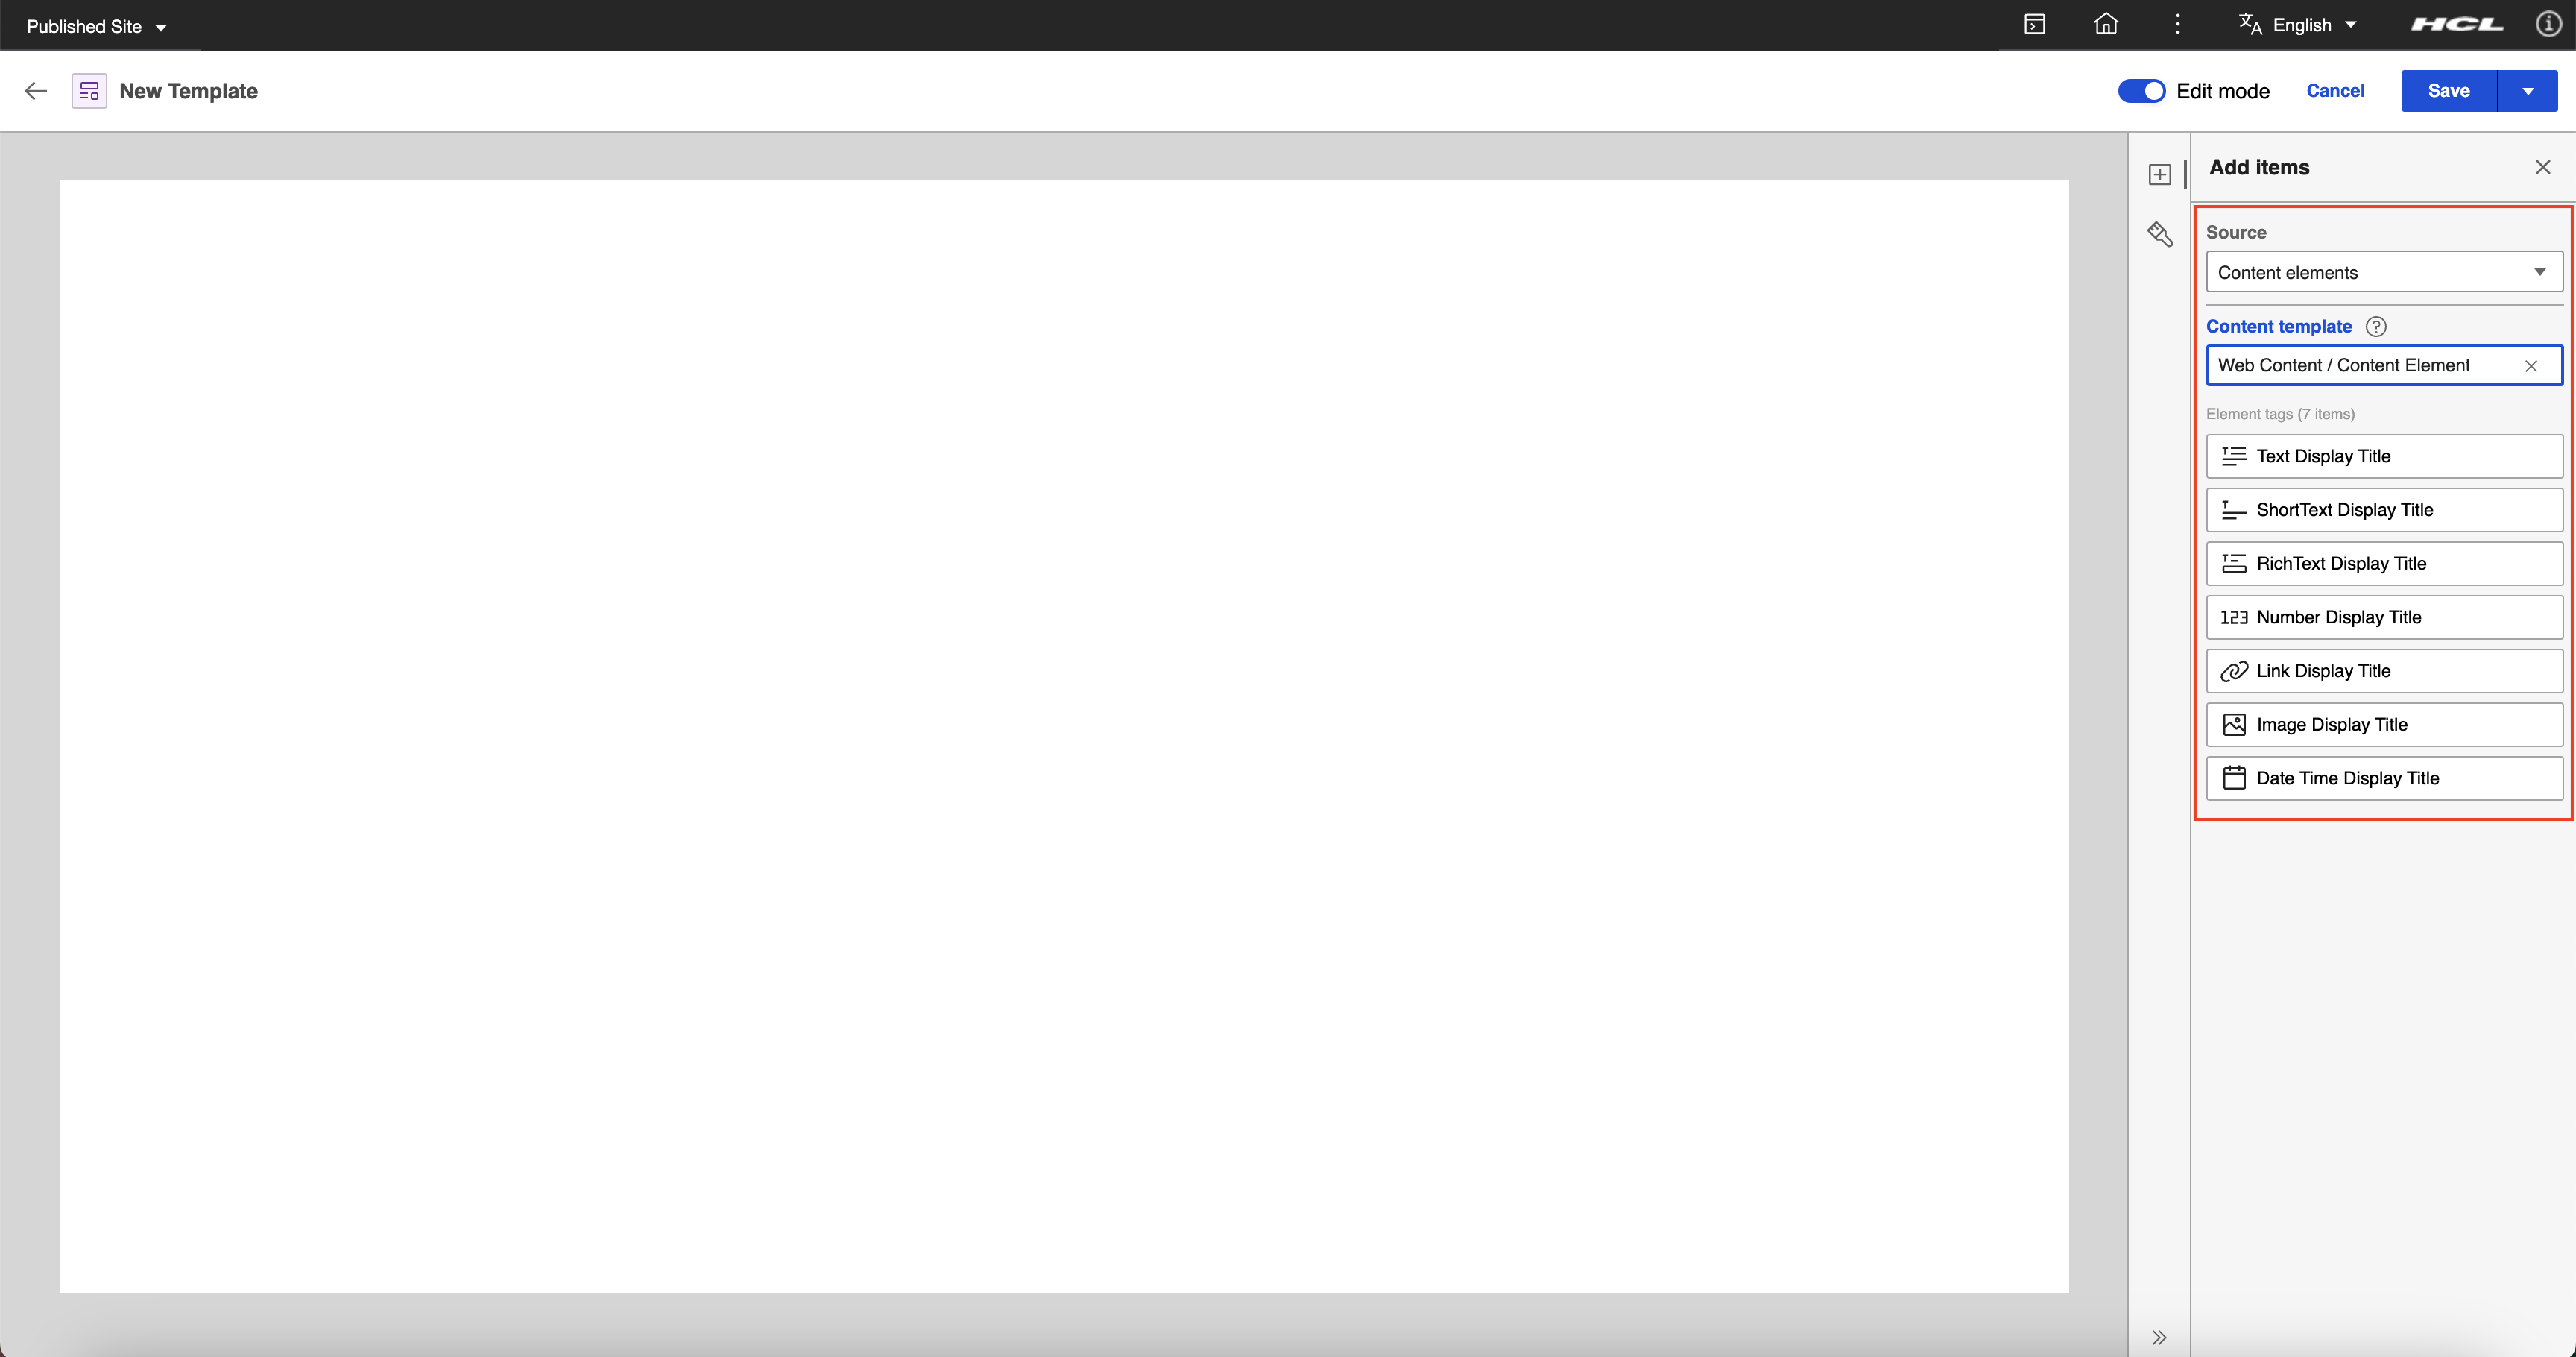 Published Site
English
HCL
New Template
Edit mode
Cancel
Save
Add items
Source
Content elements
Content template
Web Content / Content Element
Element tags (7 items)
Text Display Title
ShortText Display Title
RichText Display Title
123 Number Display Title
Link Display Title
Image Display Title
Date Time Display Title